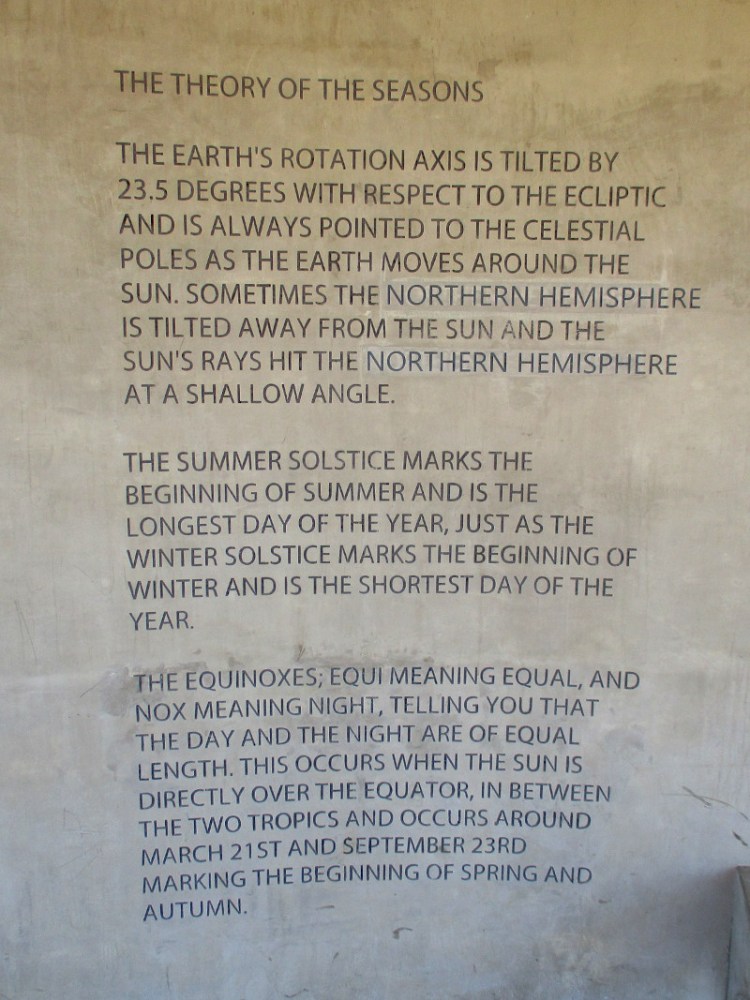 THE THEORY OF THE SEASONS
THE EARTH'S ROTATION AXIS IS TILTED BY
23.5 DEGREES WITH RESPECT TO THE ECLIPTIC
AND IS ALWAYS POINTED TO THE CELESTIAL
POLES AS THE EARTH MOVES AROUND THE
SUN. SOMETIMES THE NORTHERN HEMISPHERE
IS TILTED AWAY FROM THE SUN AND THE
SUN'S RAYS HIT THE NORTHERN HEMISPHERE
AT A SHALLOW ANGLE.
THE SUMMER SOLSTICE MARKS THE
BEGINNING OF SUMMER AND IS THE
LONGEST DAY OF THE YEAR, JUST AS THE
WINTER SOLSTICE MARKS THE BEGINNING OF
WINTER AND IS THE SHORTEST DAY OF THE
YEAR.
THE EQUINOXES; EQUI MEANING EQUAL, AND
NOX MEANING NIGHT, TELLING YOU THAT
THE DAY AND THE NIGHT ARE OF EQUAL
LENGTH. THIS OCCURS WHEN THE SUN IS
DIRECTLY OVER THE EQUATOR, IN BETWEEN
THE TWO TROPICS AND OCCURS AROUND
MARCH 21ST AND SEPTEMBER 23RD
MARKING THE BEGINNING OF SPRING AND
AUTUMN.